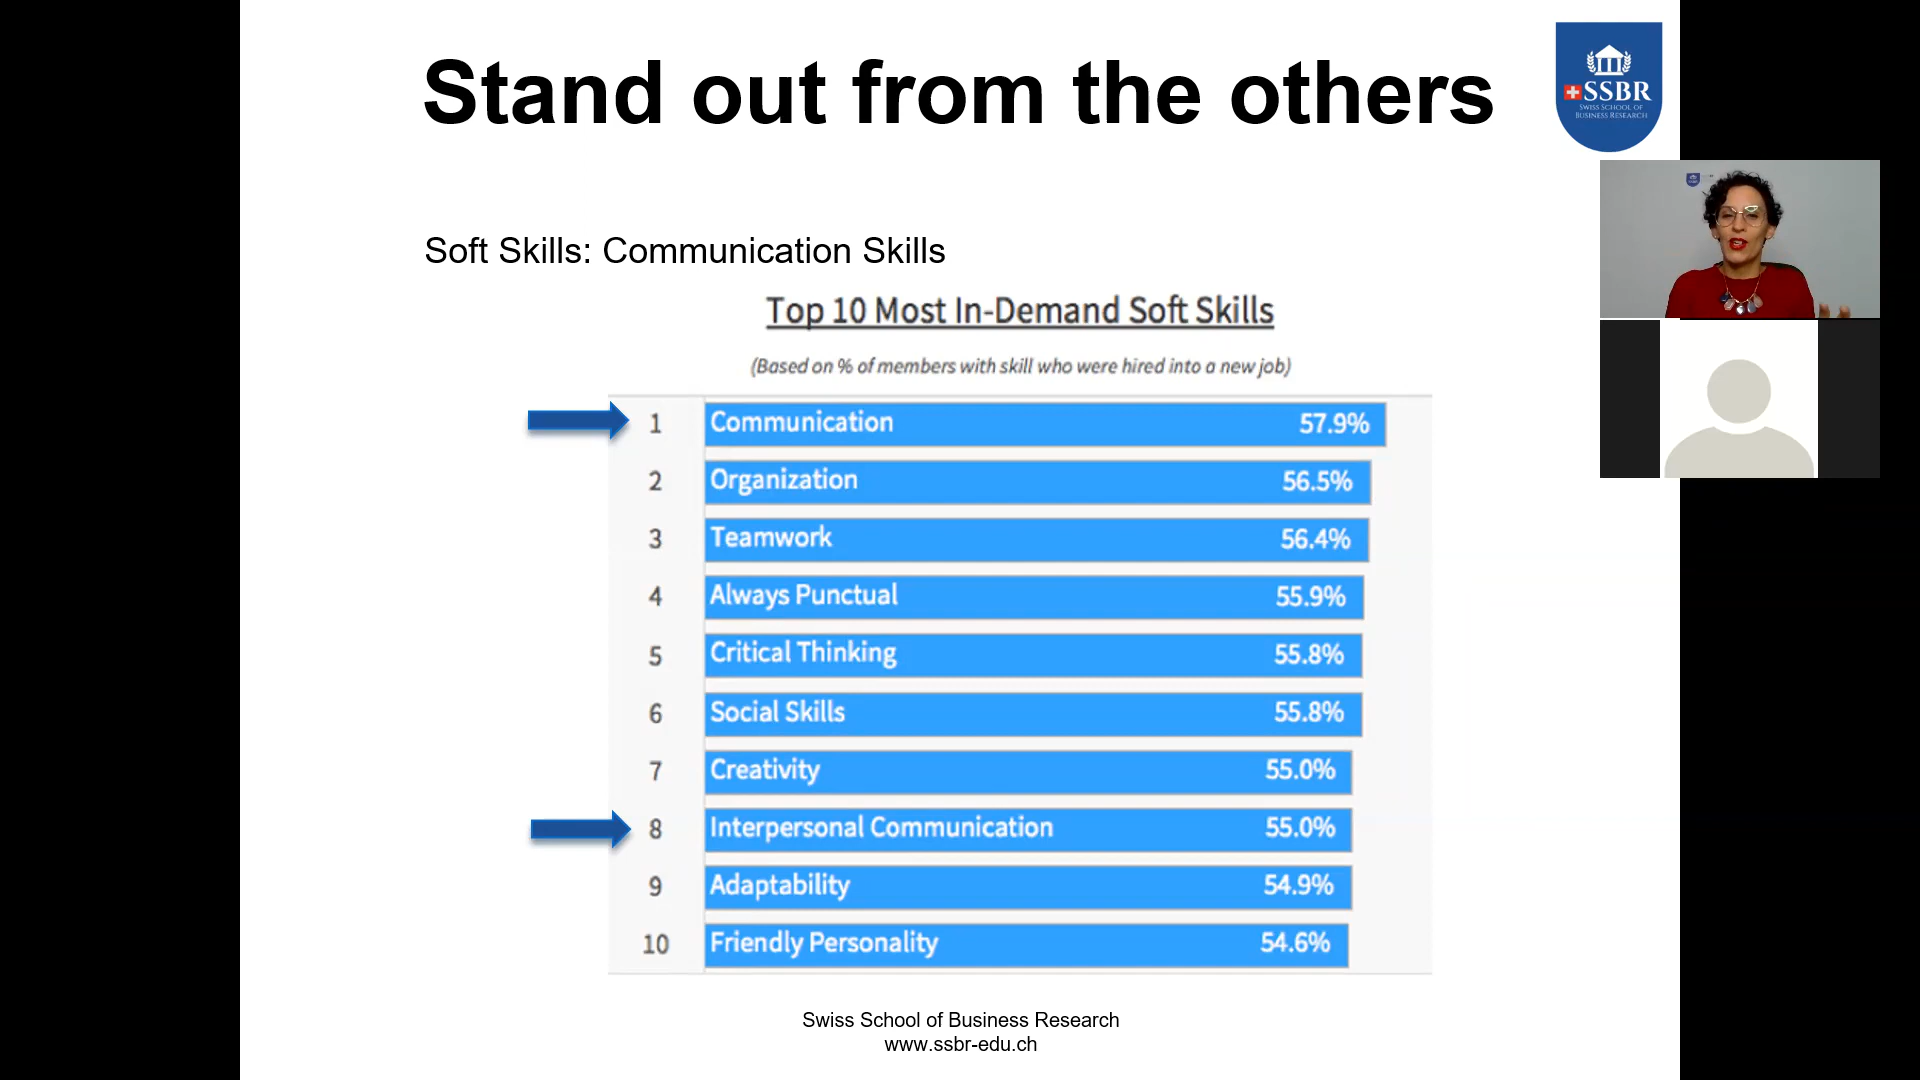 Stand out from the others
SSBR
SWISS SCHOOL OF
BUSINESS RESEARCH
Soft Skills: Communication Skills
Top 10 Most In-Demand Soft Skills
(Based on % of members with skill who were hired into a new job)
1 Communication 57.9%
2 Organization 56.5%
3 Teamwork 56.4%
4 Always Punctual 55.9%
5 Critical Thinking 55.8%
6 Social Skills 55.8%
7 Creativity 55.0%
8 Interpersonal Communication 55.0%
9 Adaptability 54.9%
10 Friendly Personality 54.6%
Swiss School of Business Research
www.ssbr-edu.ch